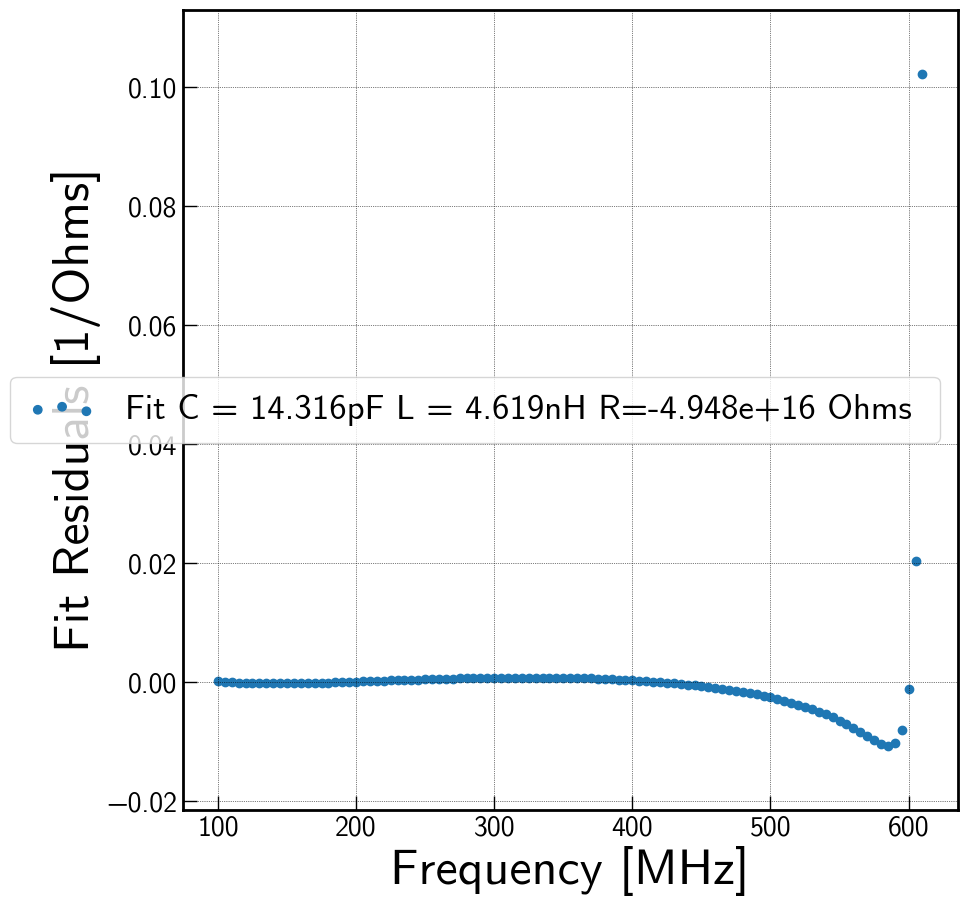 0.10
0.08
0.06
0.04
0.02
0.00
−0.02
Fit Residuals [1/Ohms]
Fit C = 14.316pF L = 4.619nH R=-4.948e+16 Ohms
100 200 300 400 500 600
Frequency [MHz]